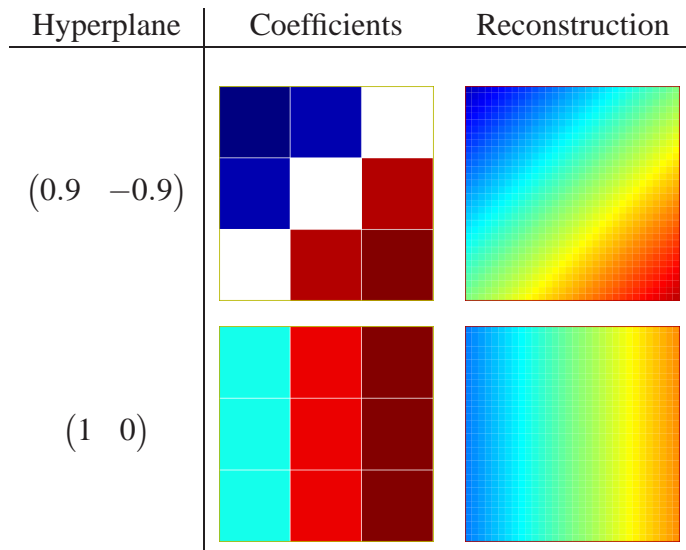 Hyperplane Coefficients Reconstruction
(0.9 −0.9)
(1 0)